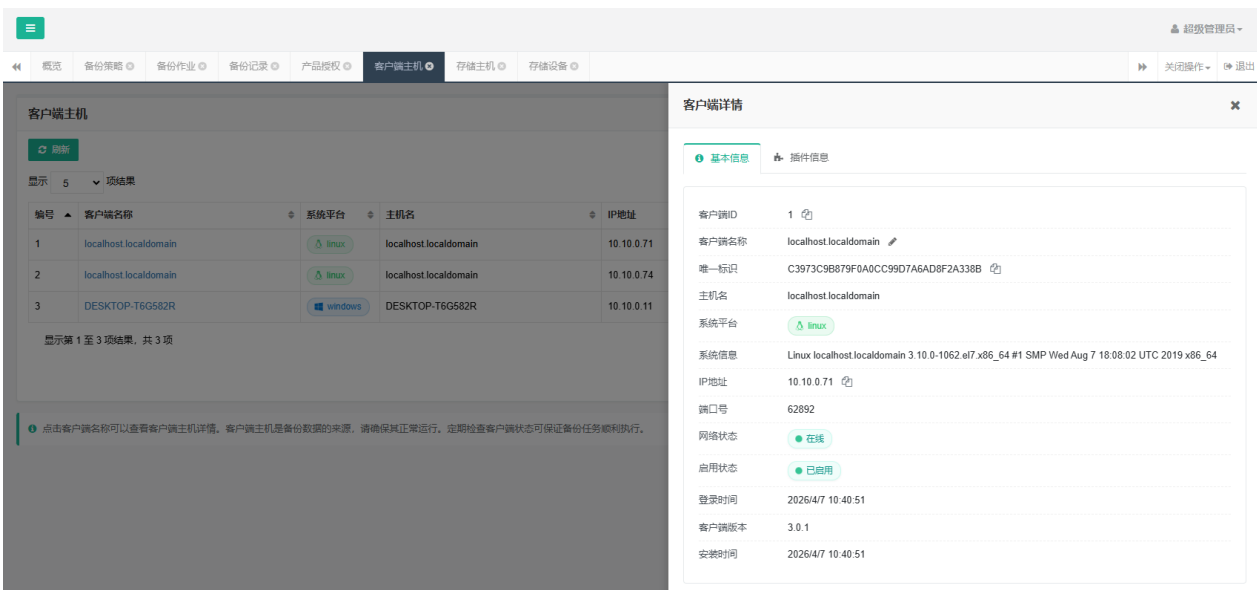 超级管理员
概览 备份策略 备份作业 备份记录 产品授权 客户端主机 存储主机 存储设备 关闭操作 退出
客户端主机
刷新
显示 5 项结果
编号 客户端名称 系统平台 主机名 IP地址
1 localhost.localdomain linux localhost.localdomain 10.10.0.71
2 localhost.localdomain linux localhost.localdomain 10.10.0.74
3 DESKTOP-T6G582R windows DESKTOP-T6G582R 10.10.0.11
显示第 1 至 3 项结果，共 3 项
点击客户端名称可以查看客户端主机详情。客户端主机是备份数据的来源，请确保其正常运行。定期检查客户端状态可保证备份任务顺利执行。
客户端详情
基本信息 插件信息
客户端ID 1
客户端名称 localhost.localdomain
唯一标识 C3973C9B879F0A0CC99D7A6AD8F2A338B
主机名 localhost.localdomain
系统平台 linux
系统信息 Linux localhost.localdomain 3.10.0-1062.el7.x86_64 #1 SMP Wed Aug 7 18:08:02 UTC 2019 x86_64
IP地址 10.10.0.71
端口号 62892
网络状态 在线
启用状态 已启用
登录时间 2026/4/7 10:40:51
客户端版本 3.0.1
安装时间 2026/4/7 10:40:51